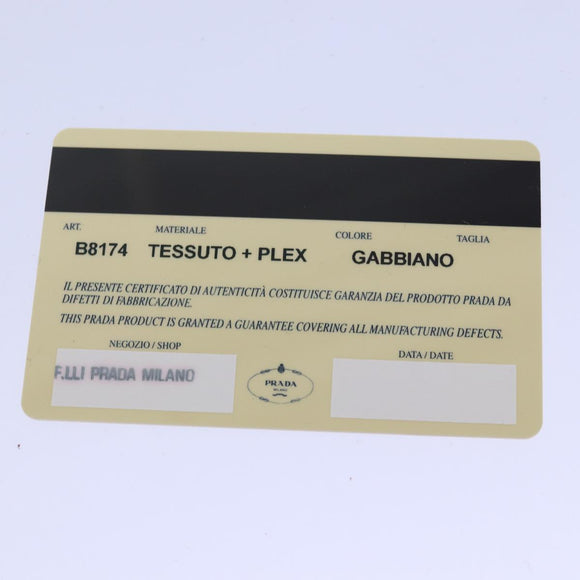 ART. MATERIALE COLORE TAGLIA
B8174 TESSUTO + PLEX GABBIANO
IL PRESENTE CERTIFICATO DI AUTENTICITÀ COSTITUISCE GARANZIA DEL PRODOTTO PRADA DA
DIFETTI DI FABBRICAZIONE.
THIS PRADA PRODUCT IS GRANTED A GUARANTEE COVERING ALL MANUFACTURING DEFECTS.
NEGOZIO / SHOP DATA / DATE
F.LLI PRADA MILANO
PRADA
MILANO